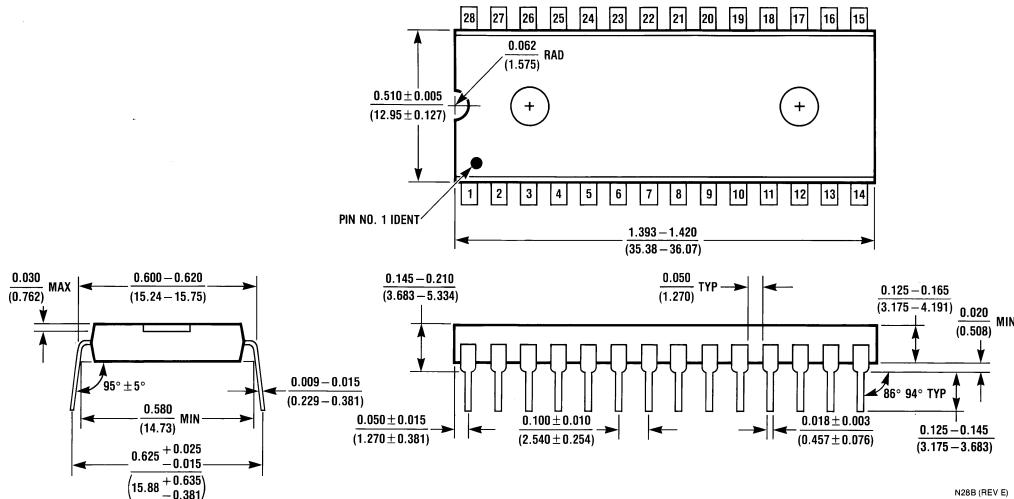 28 27 26 25 24 23 22 21 20 19 18 17 16 15
0.062
(1.575)
RAD
0.510 ± 0.005
(12.95 ± 0.127)
1 2 3 4 5 6 7 8 9 10 11 12 13 14
PIN NO. 1 IDENT
1.393 – 1.420
(35.38 – 36.07)
0.030
(0.762)
MAX
0.600 – 0.620
(15.24 – 15.75)
95° ± 5°
0.009 – 0.015
(0.229 – 0.381)
0.580
(14.73)
MIN
0.625 +0.025
-0.015
(15.88 +0.635
-0.381)
0.145 – 0.210
(3.683 – 5.334)
0.050
(1.270)
TYP
0.125 – 0.165
(3.175 – 4.191)
0.020
(0.508)
MIN
86° 94° TYP
0.050 ± 0.015
(1.270 ± 0.381)
0.100 ± 0.010
(2.540 ± 0.254)
0.018 ± 0.003
(0.457 ± 0.076)
0.125 – 0.145
(3.175 – 3.683)
N28B (REV E)